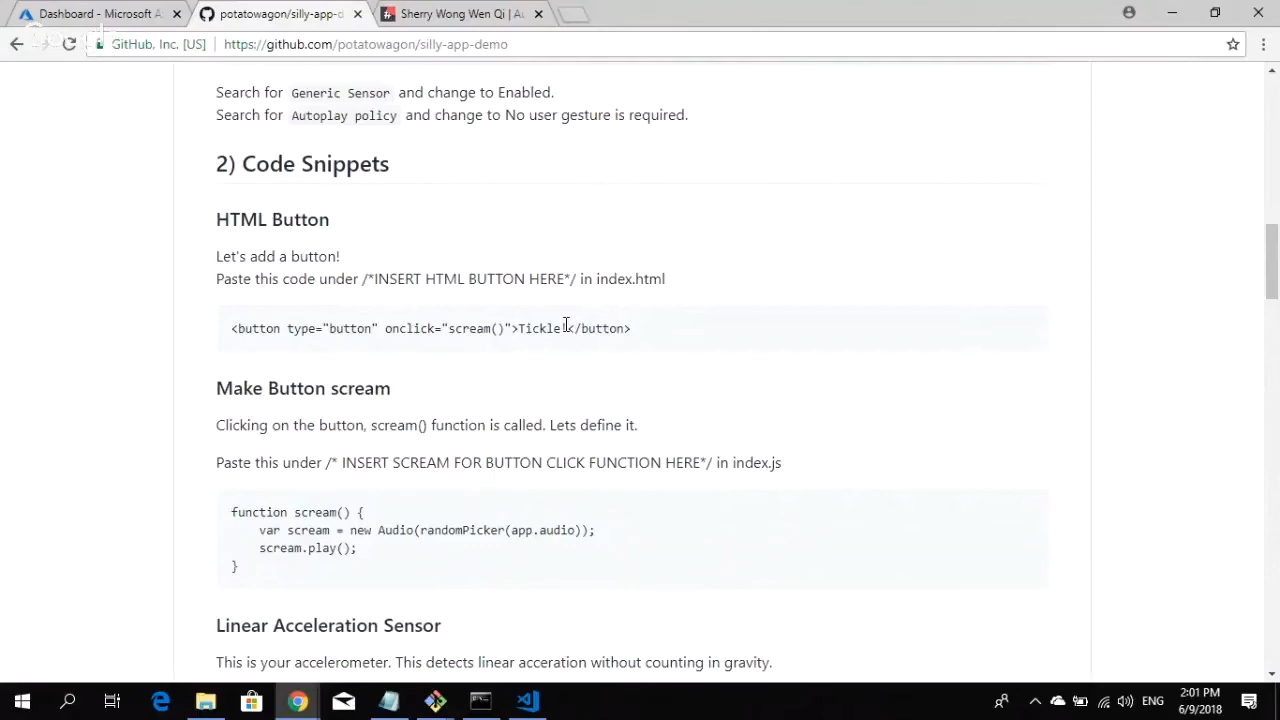 Dashboard - Microsoft A
potatowagon/silly-app-d
Sherry Wong Wen Qi | Au
GitHub, Inc. [US]
https://github.com/potatowagon/silly-app-demo
Search for Generic Sensor and change to Enabled.
Search for Autoplay policy and change to No user gesture is required.
2) Code Snippets
HTML Button
Let's add a button!
Paste this code under /*INSERT HTML BUTTON HERE*/ in index.html
<button type="button" onclick="scream()">Tickle </button>
Make Button scream
Clicking on the button, scream() function is called. Lets define it.
Paste this under /* INSERT SCREAM FOR BUTTON CLICK FUNCTION HERE*/ in index.js
function scream() {
    var scream = new Audio(randomPicker(app.audio));
    scream.play();
}
Linear Acceleration Sensor
This is your accelerometer. This detects linear acceration without counting in gravity.
ENG
2:01 PM
6/9/2018